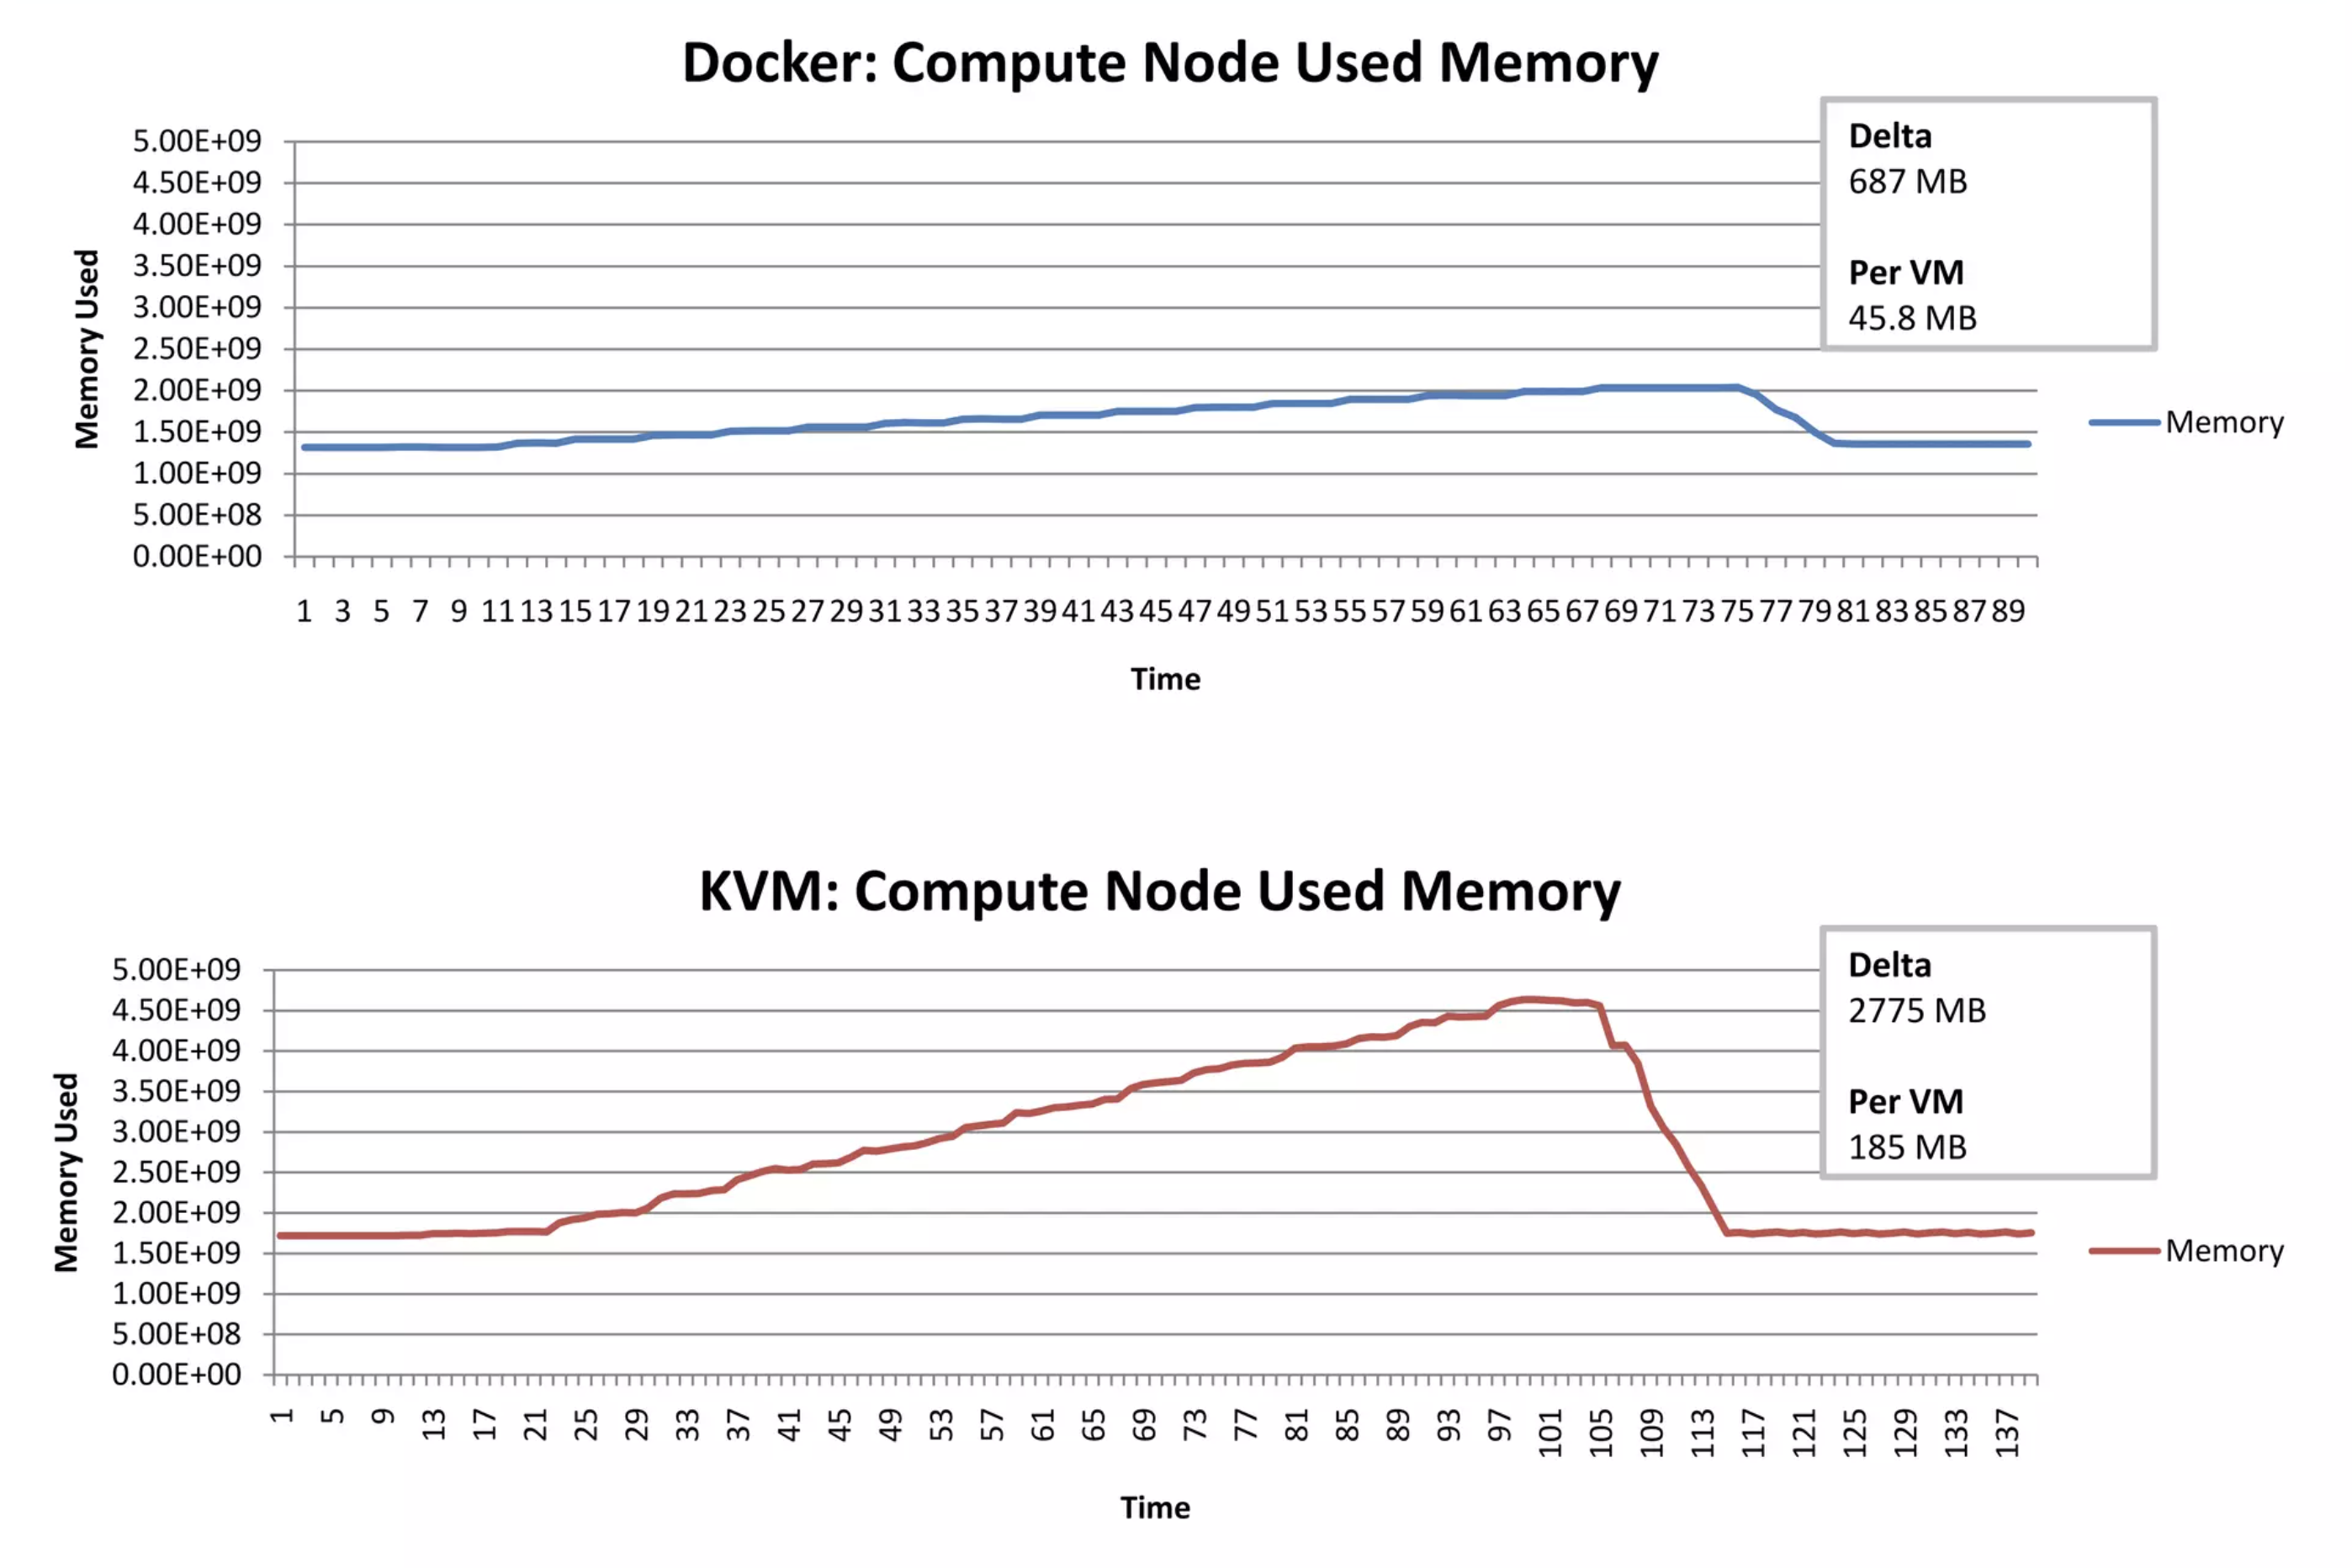 Docker: Compute Node Used Memory
5.00E+09
4.50E+09
4.00E+09
3.50E+09
3.00E+09
2.50E+09
2.00E+09
1.50E+09
1.00E+09
5.00E+08
0.00E+00
Memory Used
1 3 5 7 9 11 13 15 17 19 21 23 25 27 29 31 33 35 37 39 41 43 45 47 49 51 53 55 57 59 61 63 65 67 69 71 73 75 77 79 81 83 85 87 89
Time
Delta
687 MB
Per VM
45.8 MB
Memory
KVM: Compute Node Used Memory
5.00E+09
4.50E+09
4.00E+09
3.50E+09
3.00E+09
2.50E+09
2.00E+09
1.50E+09
1.00E+09
5.00E+08
0.00E+00
Memory Used
1 5 9 13 17 21 25 29 33 37 41 45 49 53 57 61 65 69 73 77 81 85 89 93 97 101 105 109 113 117 121 125 129 133 137
Time
Delta
2775 MB
Per VM
185 MB
Memory